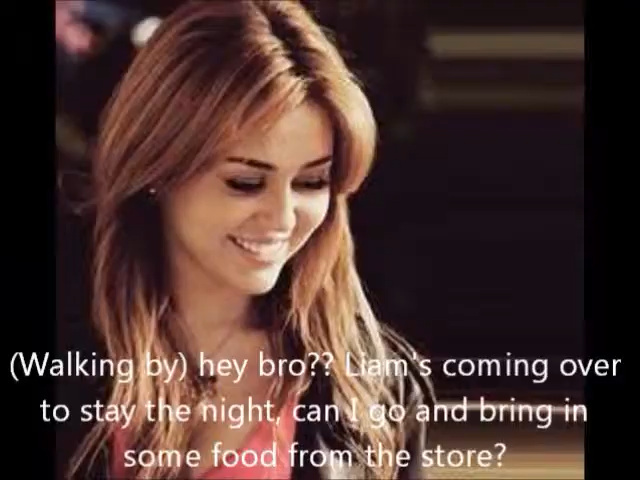 (Walking by) hey bro?? Liam's coming over
to stay the night, can I go and bring in
some food from the store?